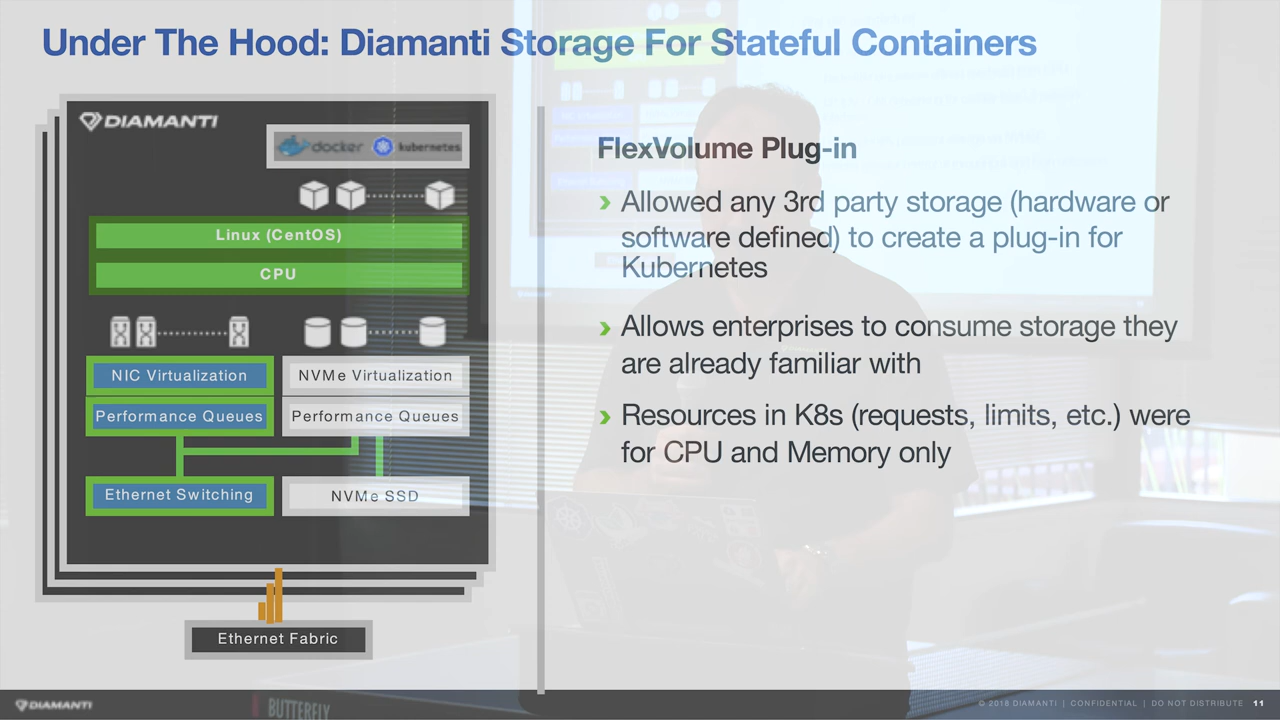 Under The Hood: Diamanti Storage For Stateful Containers
DIAMANTI
docker kubernetes
Linux (CentOS)
CPU
NIC Virtualization
NVMe Virtualization
Performance Queues
Performance Queues
Ethernet Switching
NVMe SSD
Ethernet Fabric
FlexVolume Plug-in
› Allowed any 3rd party storage (hardware or
software defined) to create a plug-in for
Kubernetes
› Allows enterprises to consume storage they
are already familiar with
› Resources in K8s (requests, limits, etc.) were
for CPU and Memory only
DIAMANTI
BUTTERFLY
© 2018 DIAMANTI | CONFIDENTIAL | DO NOT DISTRIBUTE 11